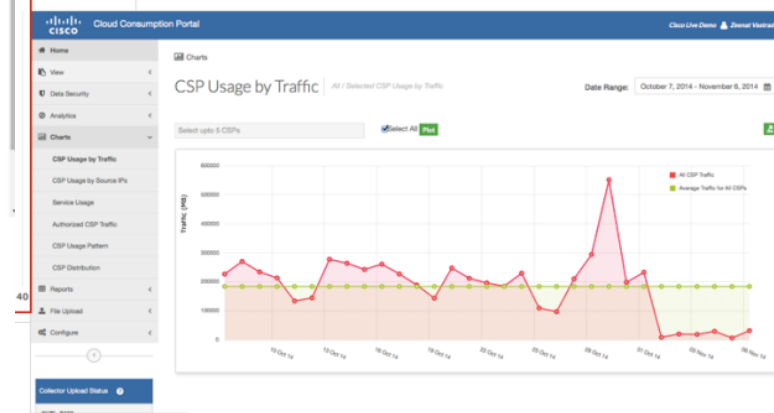 CISCO Cloud Consumption Portal
Cisco Live Demo
Home
Charts
View
CSP Usage by Traffic
All / Selected CSP Usage by Traffic
Date Range: October 7, 2014 - November 6, 2014
Data Security
Analytics
Select upto 5 CSPs
Select All
Plot
Charts
CSP Usage by Traffic
CSP Usage by Source IPs
Service Usage
Authorized CSP Traffic
CSP Usage Pattern
CSP Distribution
40
Reports
File Upload
Configure
Collector Upload Status ?
Traffic (MB)
600000
500000
400000
300000
200000
100000
0
All CSP Traffic
Average Traffic for All CSPs
10 Oct 14
13 Oct 14
16 Oct 14
19 Oct 14
22 Oct 14
25 Oct 14
28 Oct 14
31 Oct 14
03 Nov 14
06 Nov 14